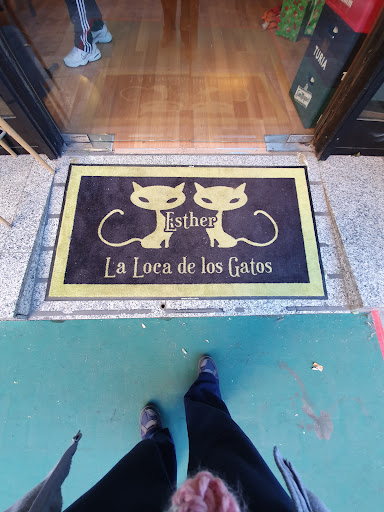 TURIA
Esther
La Loca de los Gatos